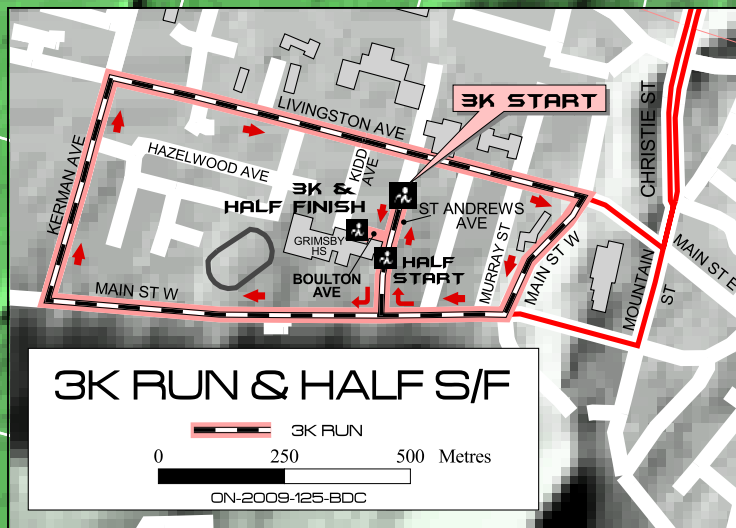 3K START
LIVINGSTON AVE
CHRISTIE ST
KERMAN AVE
HAZELWOOD AVE
KIDD
AVE
3K &
HALF FINISH
ST ANDREWS
AVE
GRIMSBY
HS
HALF
START
BOULTON
AVE
MURRAY ST
MAIN ST W
MAIN ST E
MOUNTAIN
ST
MAIN ST W
3K RUN & HALF S/F
3K RUN
0 250 500 Metres
ON-2009-125-BDC